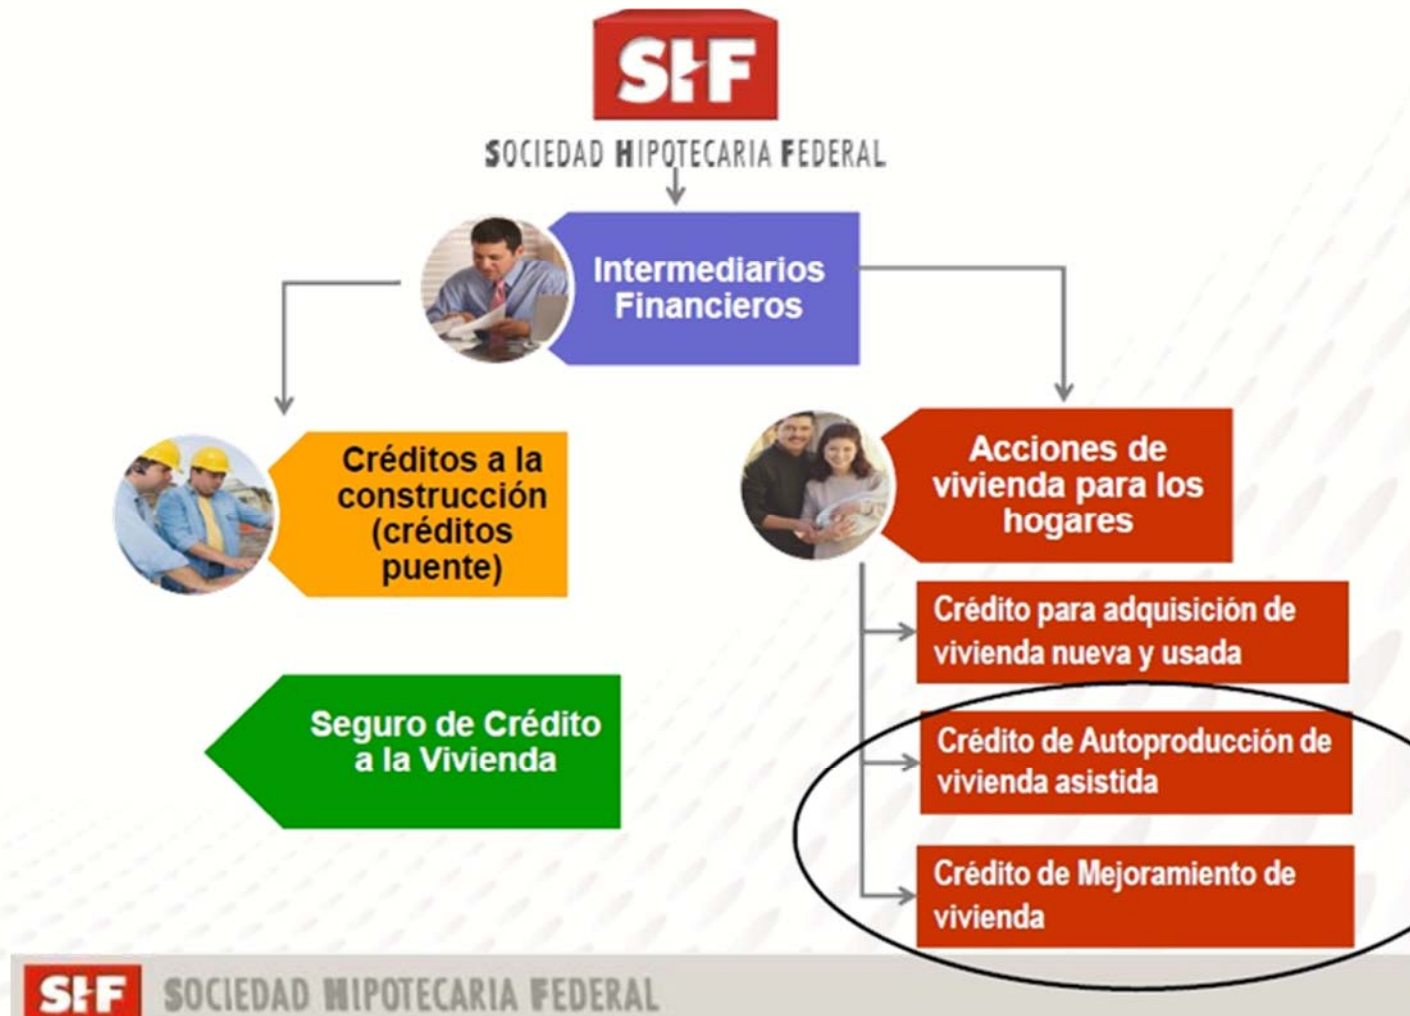 SHF
SOCIEDAD HIPOTECARIA FEDERAL
Intermediarios
Financieros
Créditos a la
construcción
(créditos
puente)
Acciones de
vivienda para los
hogares
Crédito para adquisición de
vivienda nueva y usada
Seguro de Crédito
a la Vivienda
Crédito de Autoproducción de
vivienda asistida
Crédito de Mejoramiento de
vivienda
SHF SOCIEDAD HIPOTECARIA FEDERAL